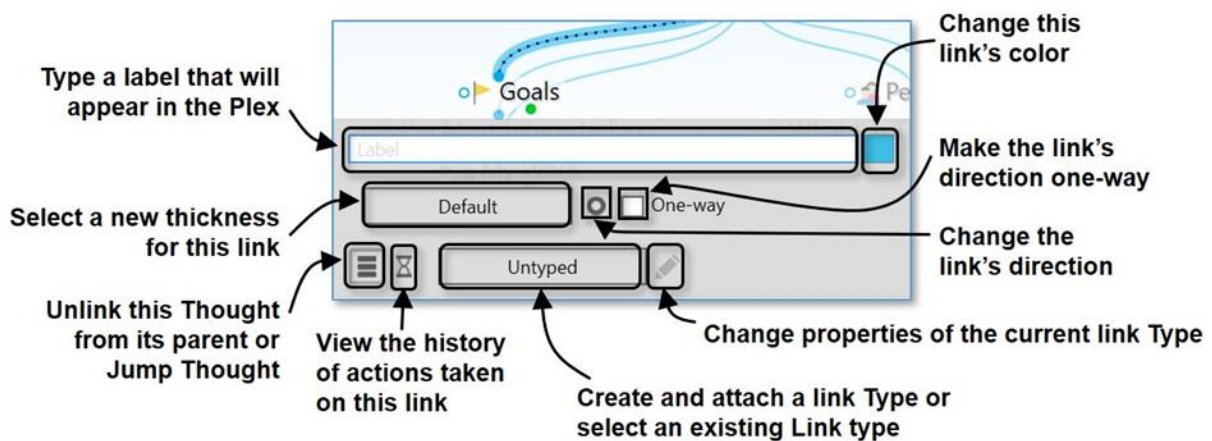 Change this
link's color
Type a label that will
appear in the Plex
Goals
Pe
Label
Make the link's
direction one-way
Select a new thickness
for this link
Default
One-way
Change the
link's direction
Untyped
Unlink this Thought
from its parent or
Jump Thought
View the history
of actions taken
on this link
Change properties of the current link Type
Create and attach a link Type or
select an existing Link type